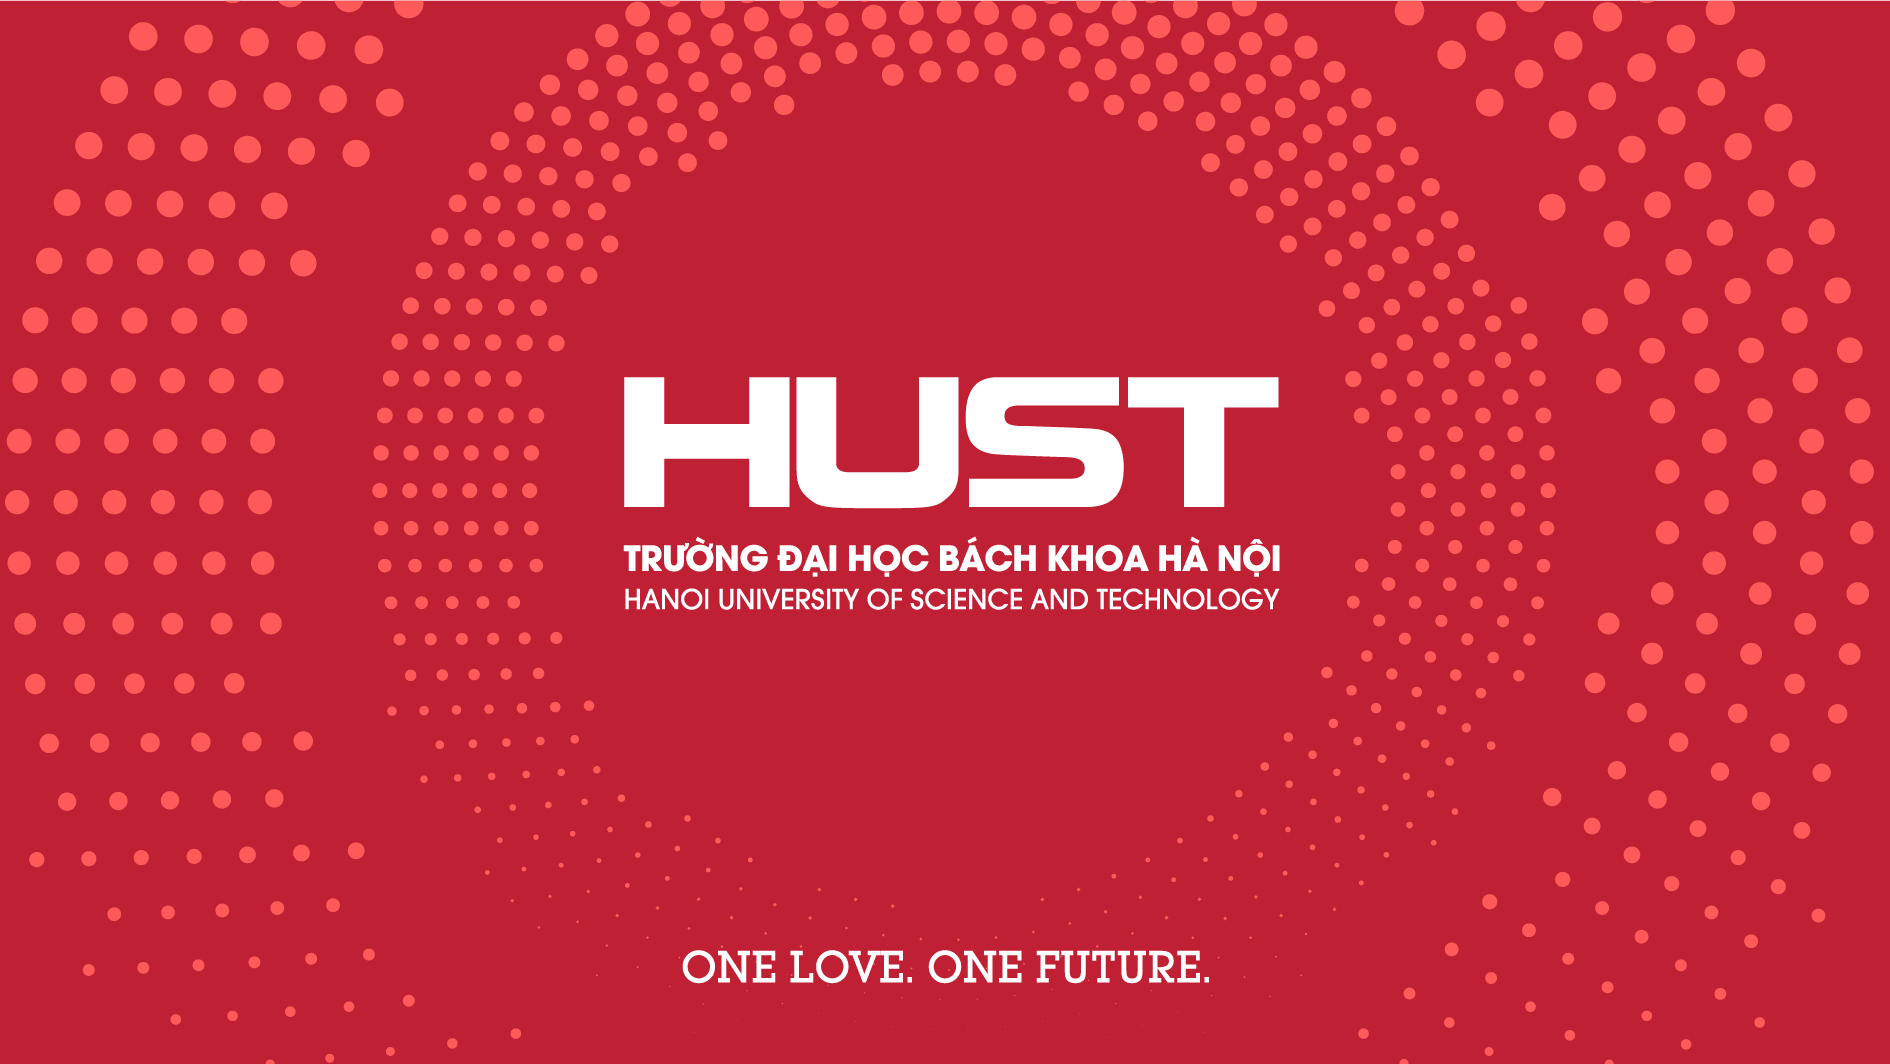 HUST
TRƯỜNG ĐẠI HỌC BÁCH KHOA HÀ NỘI
HANOI UNIVERSITY OF SCIENCE AND TECHNOLOGY
ONE LOVE. ONE FUTURE.